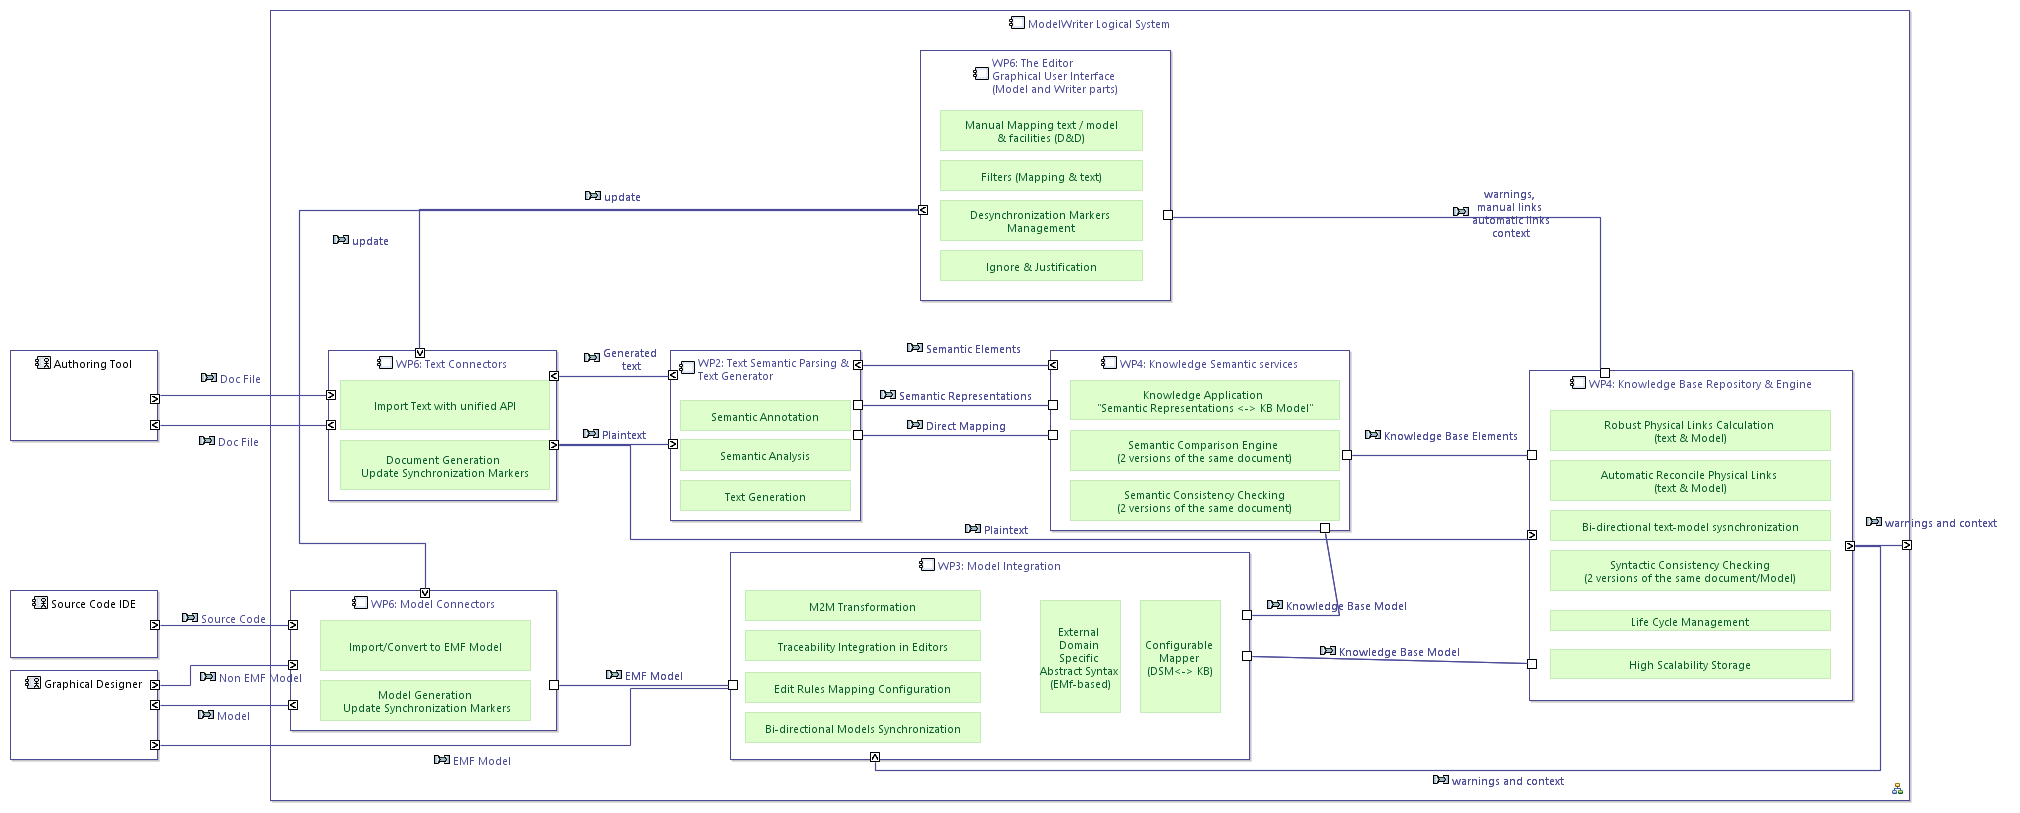 ModelWriter Logical System
WP6: The Editor
Graphical User Interface
(Model and Writer parts)
Manual Mapping text / model
& facilities (D&D)
Filters (Mapping & text)
Desynchronization Markers
Management
Ignore & Justification
update
update
warnings,
manual links
automatic links
context
Authoring Tool
Doc File
Doc File
WP6: Text Connectors
Import Text with unified API
Document Generation
Update Synchronization Markers
Generated
text
Plaintext
WP2: Text Semantic Parsing &
Text Generator
Semantic Annotation
Semantic Analysis
Text Generation
Semantic Elements
Semantic Representations
Direct Mapping
WP4: Knowledge Semantic services
Knowledge Application
"Semantic Representations <-> KB Model"
Semantic Comparison Engine
(2 versions of the same document)
Semantic Consistency Checking
(2 versions of the same document)
Knowledge Base Elements
Plaintext
WP4: Knowledge Base Repository & Engine
Robust Physical Links Calculation
(text & Model)
Automatic Reconcile Physical Links
(text & Model)
Bi-directional text-model sysnchronization
Syntactic Consistency Checking
(2 versions of the same document/Model)
Life Cycle Management
High Scalability Storage
warnings and context
Source Code IDE
Source Code
Graphical Designer
Non EMF Model
Model
EMF Model
WP6: Model Connectors
Import/Convert to EMF Model
Model Generation
Update Synchronization Markers
EMF Model
WP3: Model Integration
M2M Transformation
Traceability Integration in Editors
Edit Rules Mapping Configuration
Bi-directional Models Synchronization
External
Domain
Specific
Abstract Syntax
(EMf-based)
Configurable
Mapper
(DSM<-> KB)
Knowledge Base Model
Knowledge Base Model
warnings and context